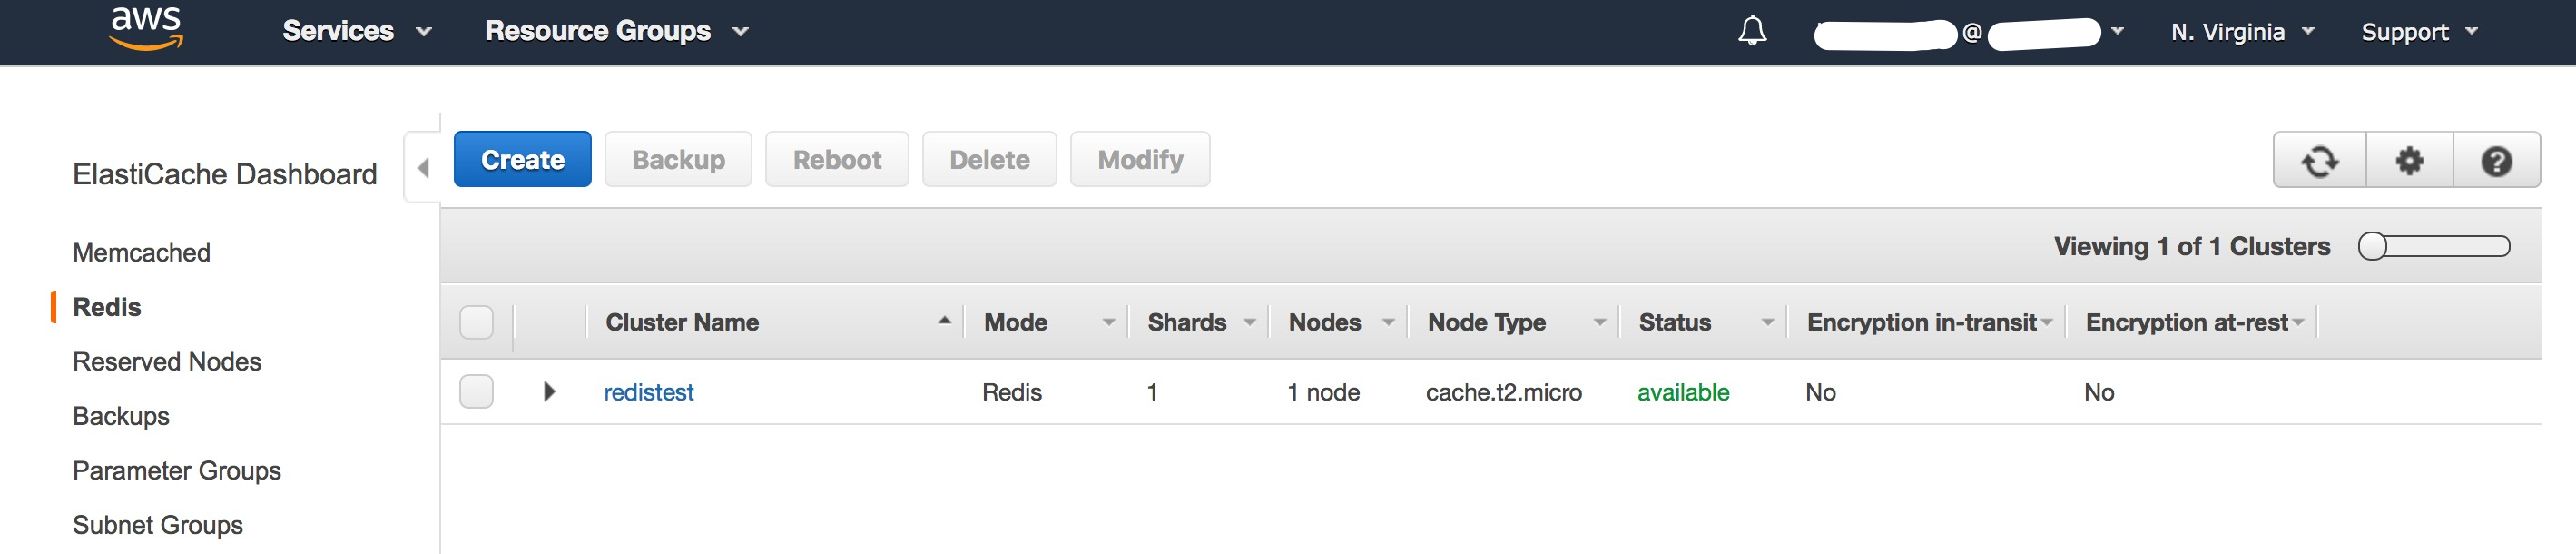 aws Services Resource Groups @ N. Virginia Support
ElastiCache Dashboard
Memcached
Redis
Reserved Nodes
Backups
Parameter Groups
Subnet Groups
Create Backup Reboot Delete Modify ?
Viewing 1 of 1 Clusters
Cluster Name Mode Shards Nodes Node Type Status Encryption in-transit Encryption at-rest
redistest Redis 1 1 node cache.t2.micro available No No